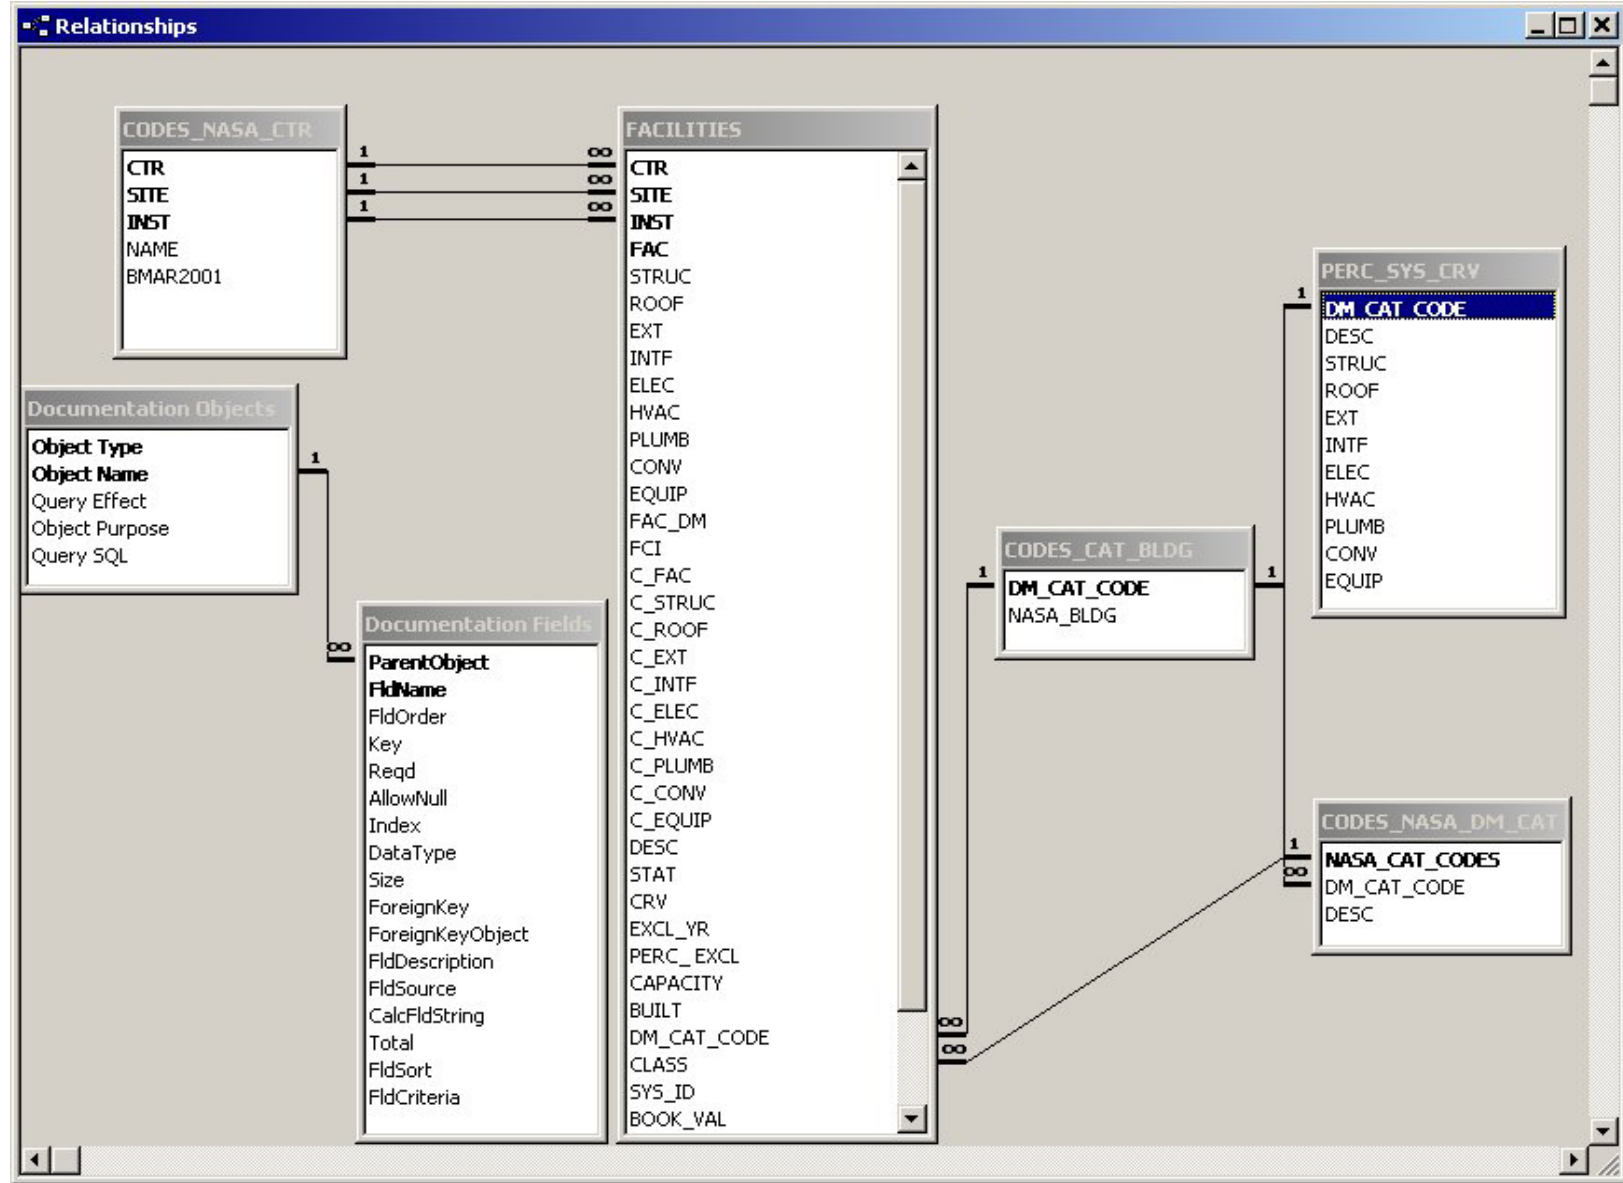 Relationships
CODES_NASA_CTR
CTR
SITE
INST
NAME
BMAR2001
1
1
1
∞
∞
∞
Documentation Objects
Object Type
Object Name
Query Effect
Object Purpose
Query SQL
1
∞
Documentation Fields
ParentObject
FldName
FldOrder
Key
Reqd
AllowNull
Index
DataType
Size
ForeignKey
ForeignKeyObject
FldDescription
FldSource
CalcFldString
Total
FldSort
FldCriteria
FACILITIES
CTR
SITE
INST
FAC
STRUC
ROOF
EXT
INTF
ELEC
HVAC
PLUMB
CONV
EQUIP
FAC_DM
FCI
C_FAC
C_STRUC
C_ROOF
C_EXT
C_INTF
C_ELEC
C_HVAC
C_PLUMB
C_CONV
C_EQUIP
DESC
STAT
CRV
EXCL_YR
PERC_EXCL
CAPACITY
BUILT
DM_CAT_CODE
CLASS
SYS_ID
BOOK_VAL
∞
∞
1
CODES_CAT_BLDG
DM_CAT_CODE
NASA_BLDG
1
1
PERC_SYS_CRV
DM_CAT_CODE
DESC
STRUC
ROOF
EXT
INTF
ELEC
HVAC
PLUMB
CONV
EQUIP
1
∞
CODES_NASA_DM_CAT
NASA_CAT_CODES
DM_CAT_CODE
DESC